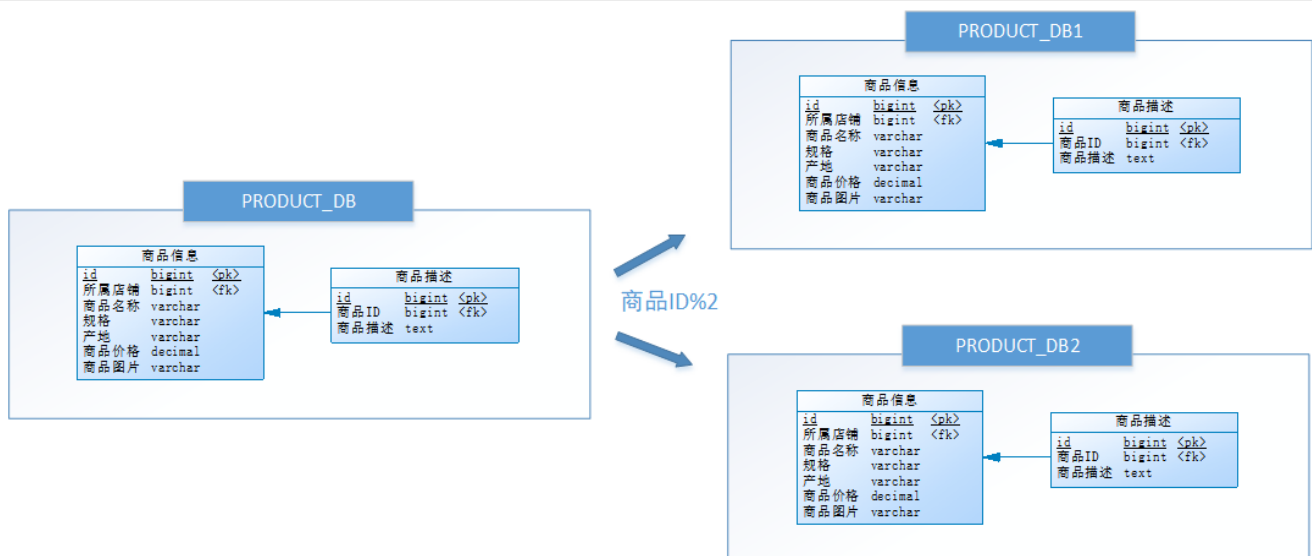 PRODUCT_DB
商品信息
id bigint <pk>
所属店铺 bigint <fk>
商品名称 varchar
规格 varchar
产地 varchar
商品价格 decimal
商品图片 varchar
商品描述
id bigint <pk>
商品ID bigint <fk>
商品描述 text
商品ID%2
PRODUCT_DB1
商品信息
id bigint <pk>
所属店铺 bigint <fk>
商品名称 varchar
规格 varchar
产地 varchar
商品价格 decimal
商品图片 varchar
商品描述
id bigint <pk>
商品ID bigint <fk>
商品描述 text
PRODUCT_DB2
商品信息
id bigint <pk>
所属店铺 bigint <fk>
商品名称 varchar
规格 varchar
产地 varchar
商品价格 decimal
商品图片 varchar
商品描述
id bigint <pk>
商品ID bigint <fk>
商品描述 text